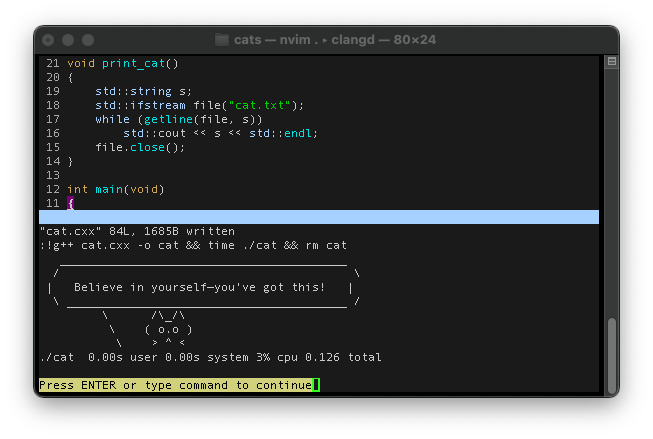 cats — nvim . ▸ clangd — 80×24
21 void print_cat()
20 {
19     std::string s;
18     std::ifstream file("cat.txt");
17     while (getline(file, s))
16         std::cout << s << std::endl;
15     file.close();
14 }
13
12 int main(void)
11 {
"cat.cxx" 84L, 1685B written
:!g++ cat.cxx -o cat && time ./cat && rm cat
   ________________________________________
  /                                          \
 |   Believe in yourself—you've got this!   |
  \ ________________________________________ /
         \      /\_/\
          \    ( o.o )
           \    > ^ <
./cat  0.00s user 0.00s system 3% cpu 0.126 total
Press ENTER or type command to continue